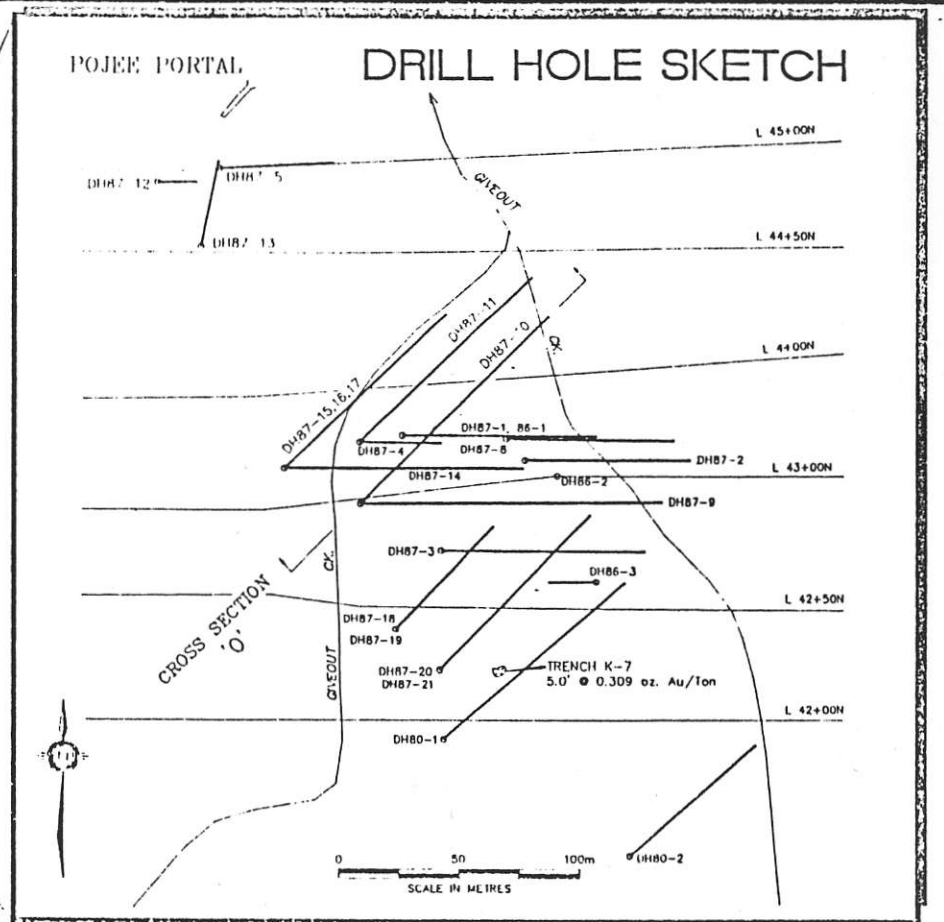 POJEE PORTAL
DRILL HOLE SKETCH
L 45+00N
DH87-12
DH87-5
GIVEOUT
DH87-13
L 44+50N
DH87-11
DH87-10
CK.
L 44+00N
DH87-15,16,17
DH87-1, 86-1
DH87-4
DH87-8
DH87-2
DH87-14
L 43+00N
DH86-2
DH87-9
DH87-3
CK.
DH86-3
CROSS SECTION
'O'
L 42+50N
DH87-18
DH87-19
GIVEOUT
DH87-20
DH87-21
TRENCH K-7
5.0' @ 0.309 oz. Au/Ton
L 42+00N
DH80-1
DH80-2
0 50 100m
SCALE IN METRES